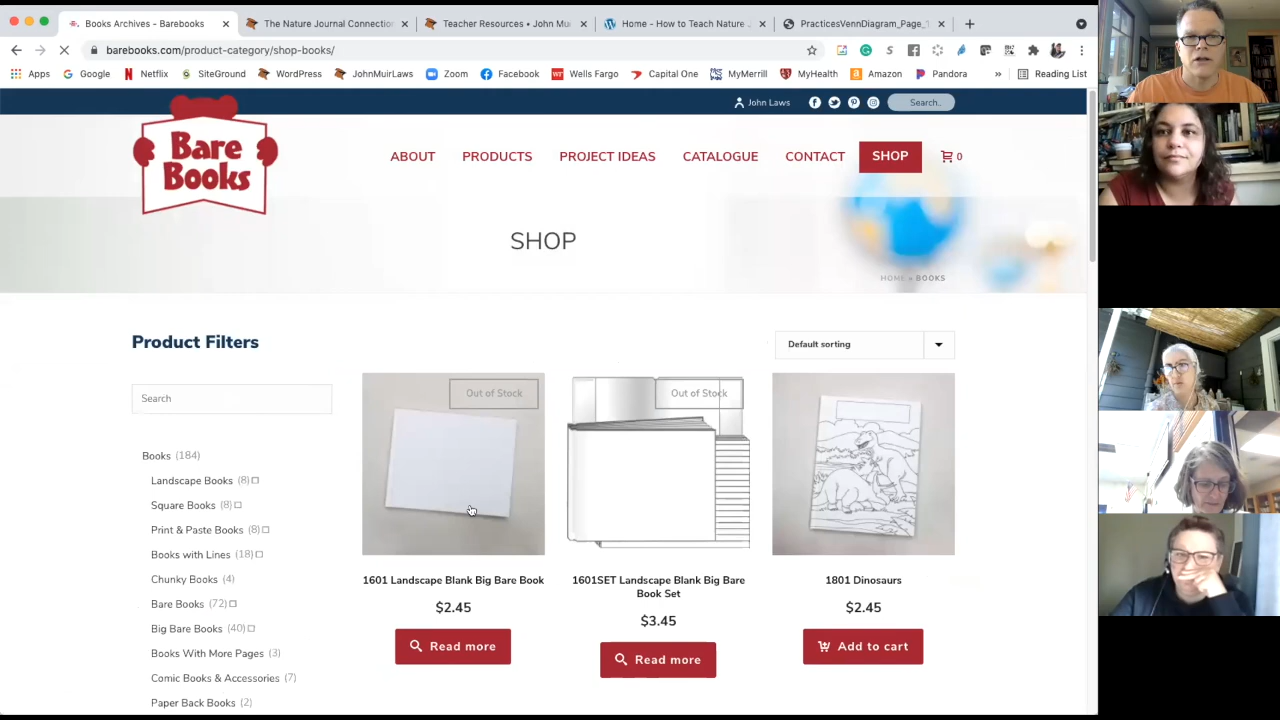 Books Archives - Barebooks
The Nature Journal Connection
Teacher Resources • John Mu
Home - How to Teach Nature J
PracticesVennDiagram_Page_1
barebooks.com/product-category/shop-books/
Apps
Google
Netflix
SiteGround
WordPress
JohnMuirLaws
Zoom
Facebook
Wells Fargo
Capital One
MyMerrill
MyHealth
Amazon
Pandora
»
Reading List
John Laws
Search..
Bare
Books
ABOUT
PRODUCTS
PROJECT IDEAS
CATALOGUE
CONTACT
SHOP
0
SHOP
HOME » BOOKS
Product Filters
Default sorting
Search
Books (184)
Landscape Books (8)
Square Books (8)
Print & Paste Books (8)
Books with Lines (18)
Chunky Books (4)
Bare Books (72)
Big Bare Books (40)
Books With More Pages (3)
Comic Books & Accessories (7)
Paper Back Books (2)
Out of Stock
1601 Landscape Blank Big Bare Book
$2.45
Read more
Out of Stock
1601SET Landscape Blank Big Bare
Book Set
$3.45
Read more
1801 Dinosaurs
$2.45
Add to cart